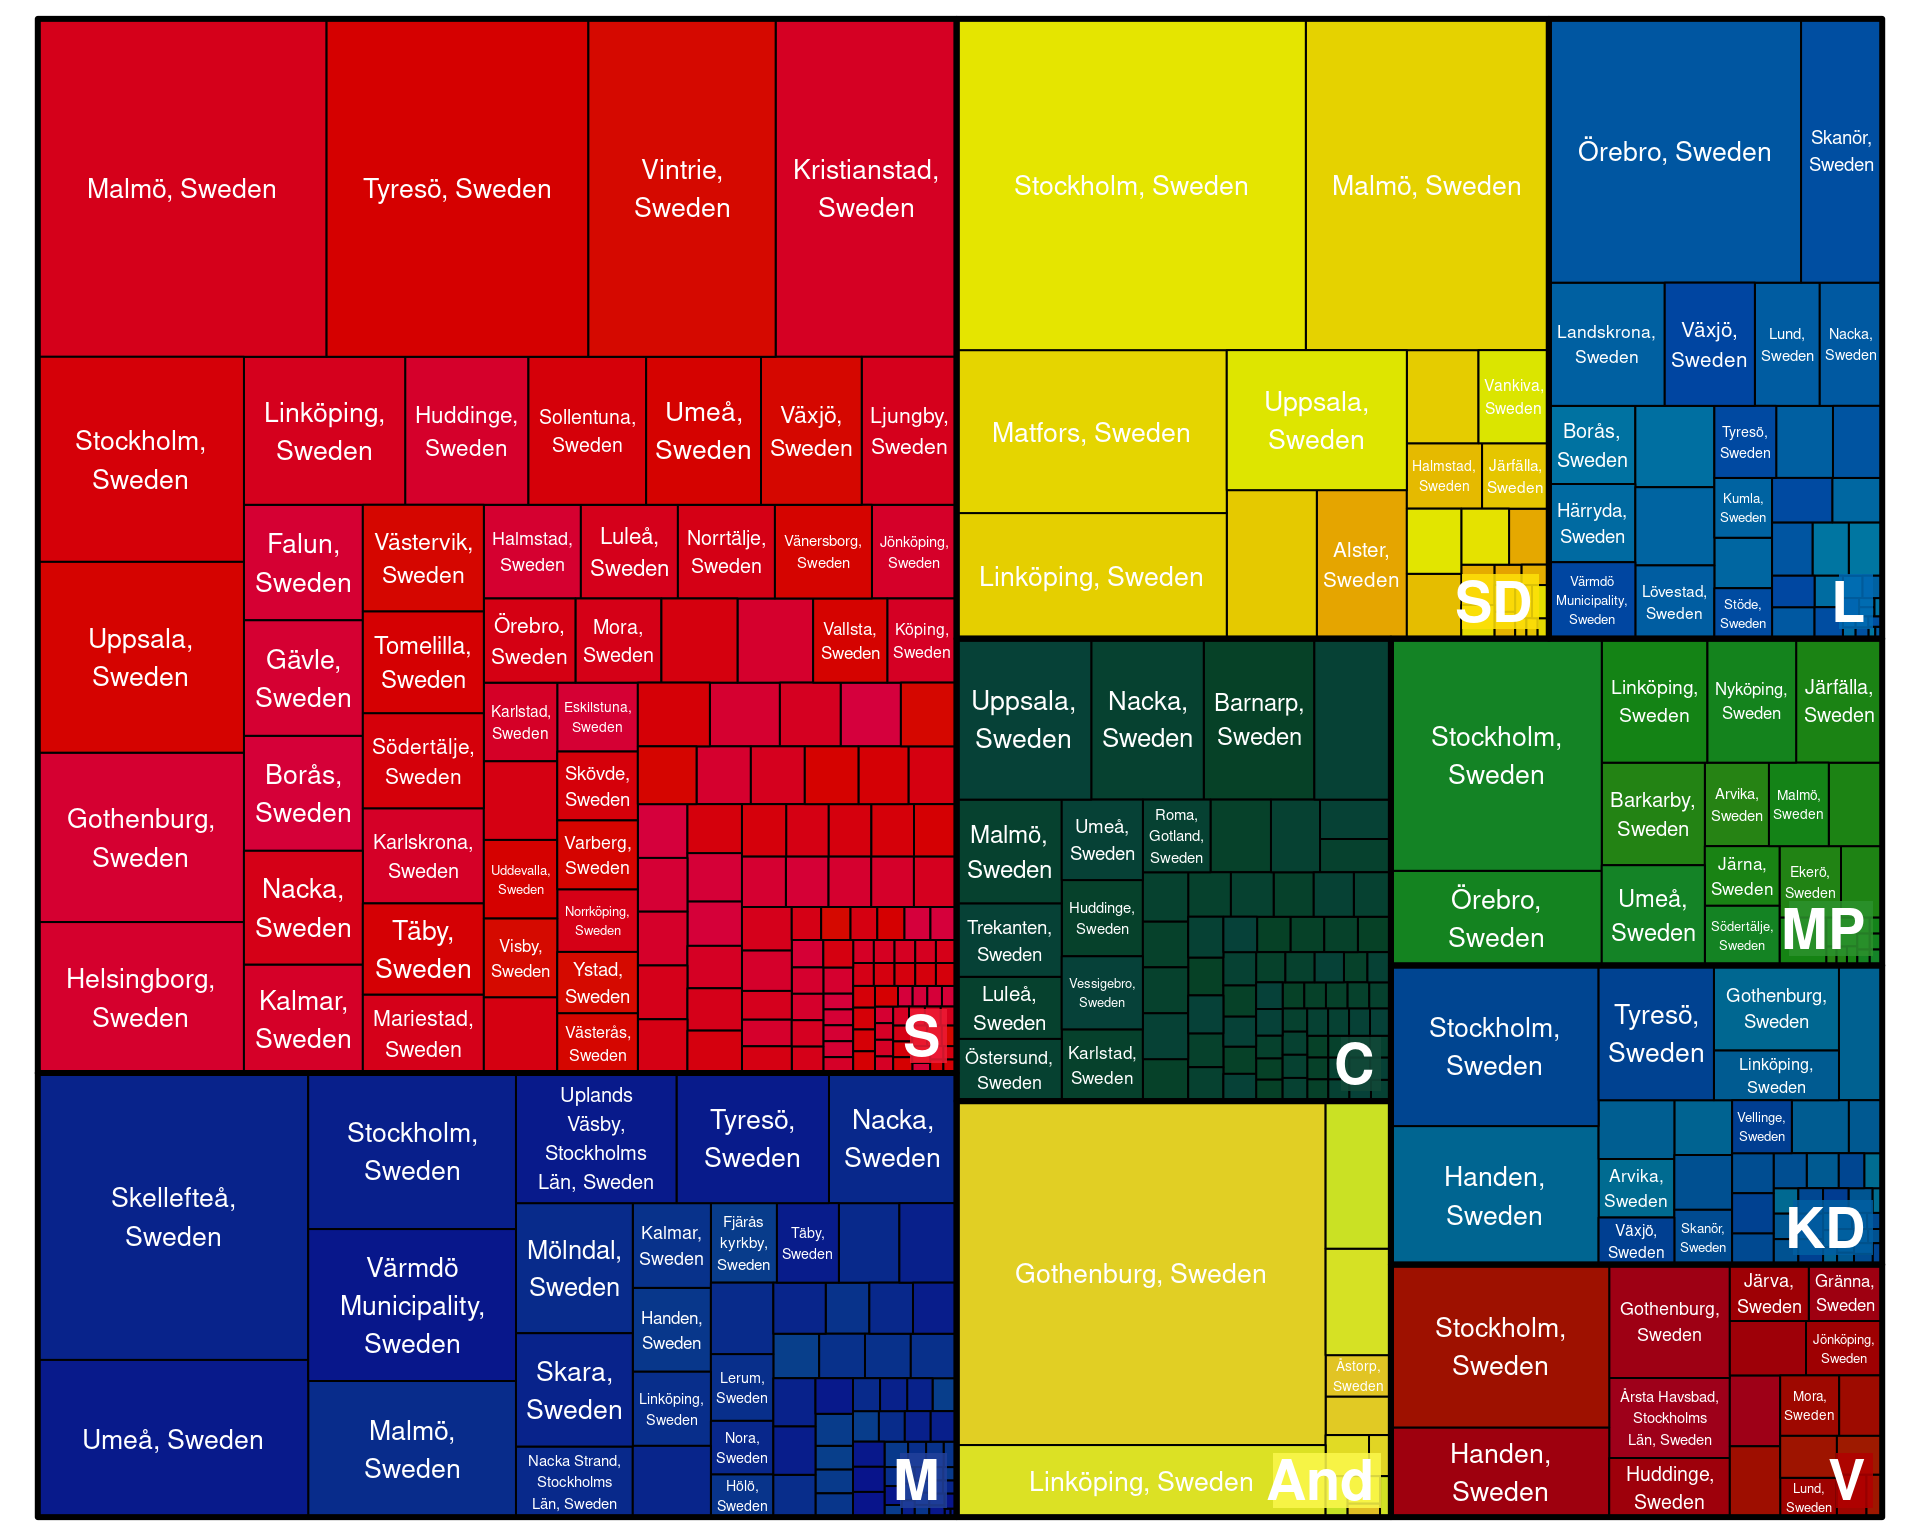 Malmö, Sweden
Tyresö, Sweden
Vintrie,
Sweden
Kristianstad,
Sweden
Stockholm,
Sweden
Uppsala,
Sweden
Gothenburg,
Sweden
Helsingborg,
Sweden
Linköping,
Sweden
Huddinge,
Sweden
Sollentuna,
Sweden
Umeå,
Sweden
Växjö,
Sweden
Ljungby,
Sweden
Falun,
Sweden
Gävle,
Sweden
Borås,
Sweden
Nacka,
Sweden
Kalmar,
Sweden
Västervik,
Sweden
Tomelilla,
Sweden
Södertälje,
Sweden
Karlskrona,
Sweden
Täby,
Sweden
Mariestad,
Sweden
Halmstad,
Sweden
Luleå,
Sweden
Norrtälje,
Sweden
Vänersborg,
Sweden
Jönköping,
Sweden
Örebro,
Sweden
Mora,
Sweden
Vallsta,
Sweden
Köping,
Sweden
Karlstad,
Sweden
Eskilstuna,
Sweden
Skövde,
Sweden
Uddevalla,
Sweden
Varberg,
Sweden
Visby,
Sweden
Norrköping,
Sweden
Ystad,
Sweden
Västerås,
Sweden
S
Skellefteå,
Sweden
Umeå, Sweden
Stockholm,
Sweden
Värmdö
Municipality,
Sweden
Malmö,
Sweden
Uplands
Väsby,
Stockholms
Län, Sweden
Tyresö,
Sweden
Nacka,
Sweden
Mölndal,
Sweden
Skara,
Sweden
Nacka Strand,
Stockholms
Län, Sweden
Kalmar,
Sweden
Handen,
Sweden
Linköping,
Sweden
Fjärås
kyrkby,
Sweden
Täby,
Sweden
Lerum,
Sweden
Nora,
Sweden
Hölö,
Sweden
M
Stockholm, Sweden
Malmö, Sweden
Matfors, Sweden
Linköping, Sweden
Uppsala,
Sweden
Alster,
Sweden
Vankiva,
Sweden
Halmstad,
Sweden
Järfälla,
Sweden
SD
Örebro, Sweden
Skanör,
Sweden
Landskrona,
Sweden
Växjö,
Sweden
Lund,
Sweden
Nacka,
Sweden
Borås,
Sweden
Härryda,
Sweden
Värmdö
Municipality,
Sweden
Tyresö,
Sweden
Kumla,
Sweden
Lövestad,
Sweden
Stöde,
Sweden
L
Uppsala,
Sweden
Nacka,
Sweden
Barnarp,
Sweden
Malmö,
Sweden
Umeå,
Sweden
Roma,
Gotland,
Sweden
Trekanten,
Sweden
Huddinge,
Sweden
Luleå,
Sweden
Vessigebro,
Sweden
Östersund,
Sweden
Karlstad,
Sweden
C
Gothenburg, Sweden
Linköping, Sweden
Åstorp,
Sweden
And
Stockholm,
Sweden
Örebro,
Sweden
Linköping,
Sweden
Nyköping,
Sweden
Järfälla,
Sweden
Barkarby,
Sweden
Arvika,
Sweden
Malmö,
Sweden
Umeå,
Sweden
Järna,
Sweden
Ekerö,
Sweden
Södertälje,
Sweden
MP
Stockholm,
Sweden
Handen,
Sweden
Tyresö,
Sweden
Gothenburg,
Sweden
Linköping,
Sweden
Vellinge,
Sweden
Arvika,
Sweden
Växjö,
Sweden
Skanör,
Sweden
KD
Stockholm,
Sweden
Handen,
Sweden
Gothenburg,
Sweden
Årsta Havsbad,
Stockholms
Län, Sweden
Huddinge,
Sweden
Järva,
Sweden
Gränna,
Sweden
Jönköping,
Sweden
Mora,
Sweden
Lund,
Sweden
V